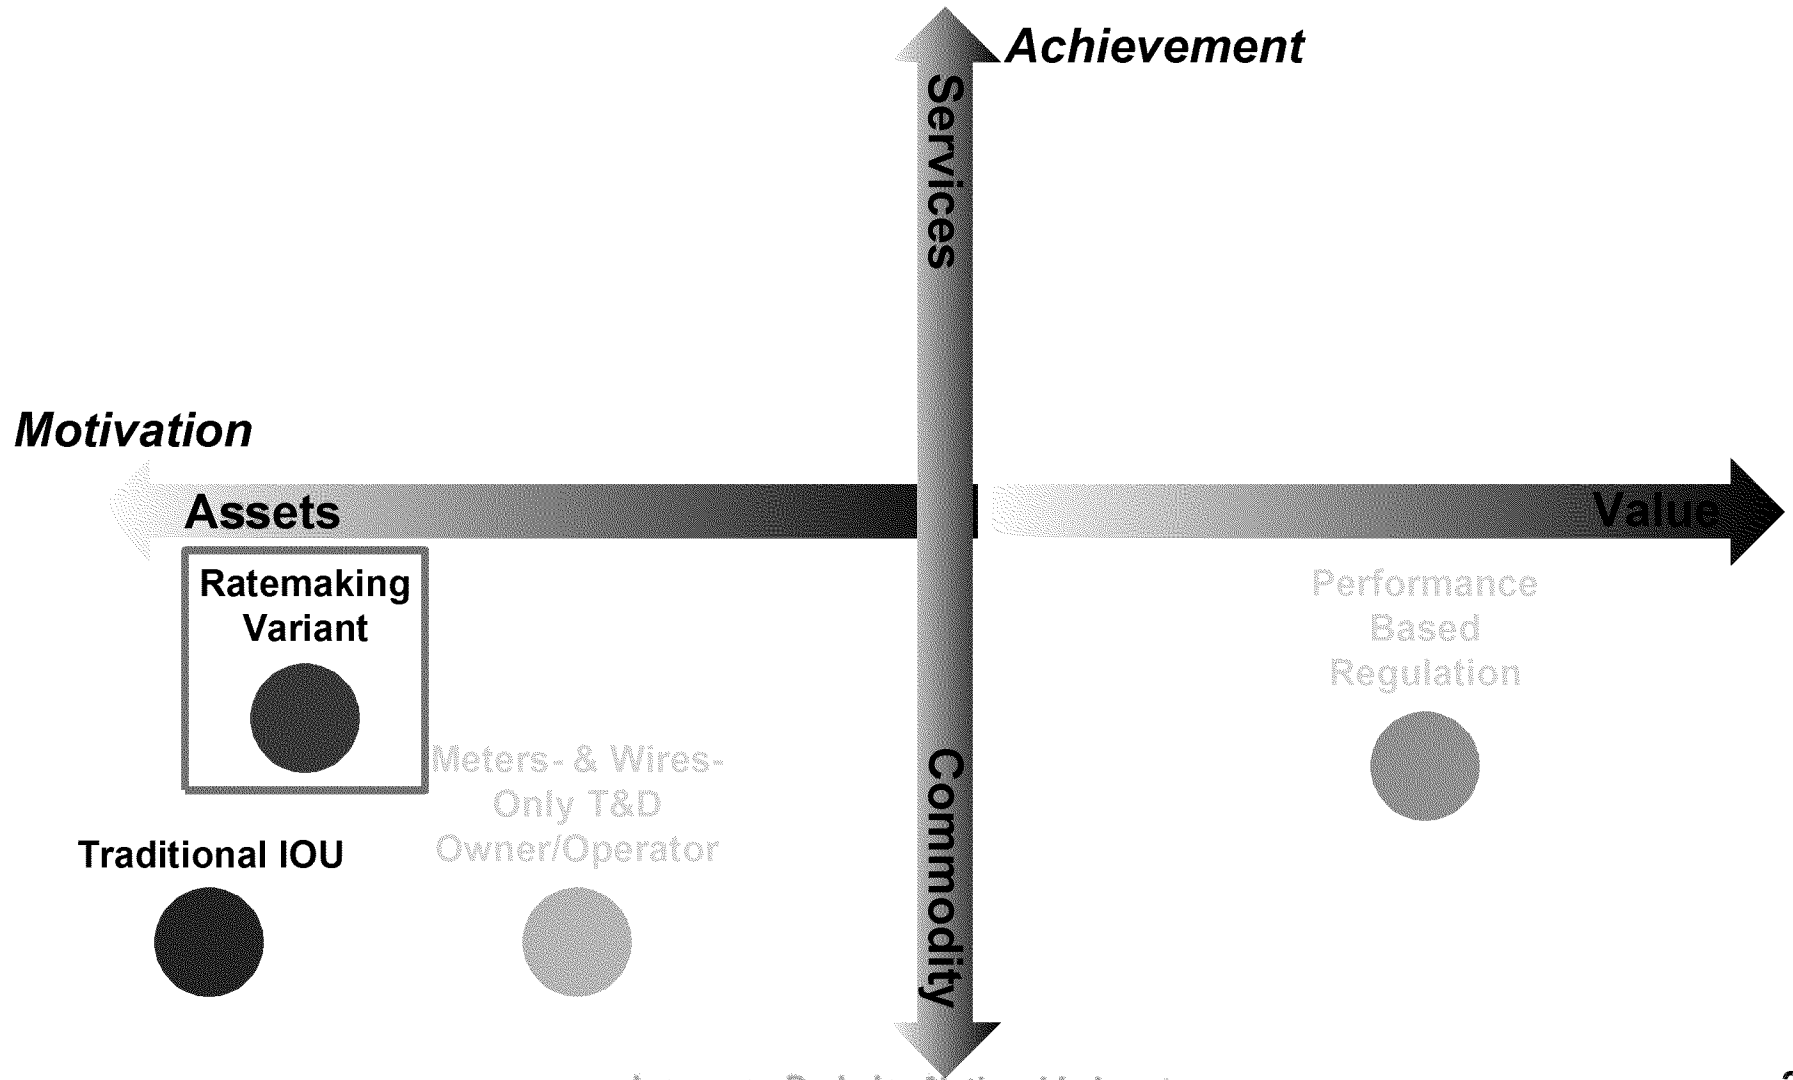 Achievement
Services
Motivation
Assets
Value
Ratemaking
Variant
Performance
Based
Regulation
Meters- & Wires-
Only T&D
Owner/Operator
Traditional IOU
Commodity